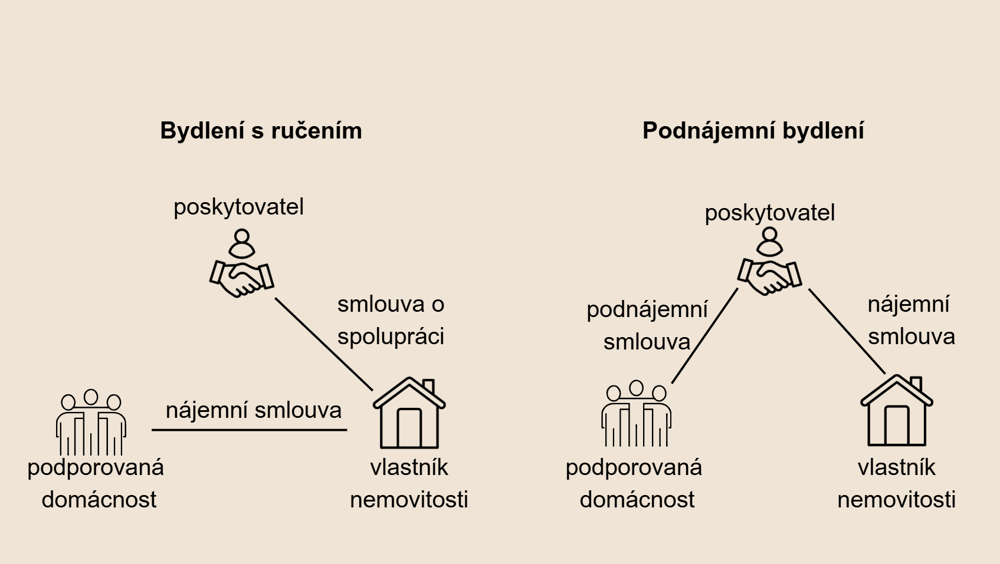 Bydlení s ručením
poskytovatel
smlouva o
spolupráci
nájemní smlouva
podporovaná
domácnost
vlastník
nemovitosti
Podnájemní bydlení
poskytovatel
podnájemní
smlouva
nájemní
smlouva
podporovaná
domácnost
vlastník
nemovitosti